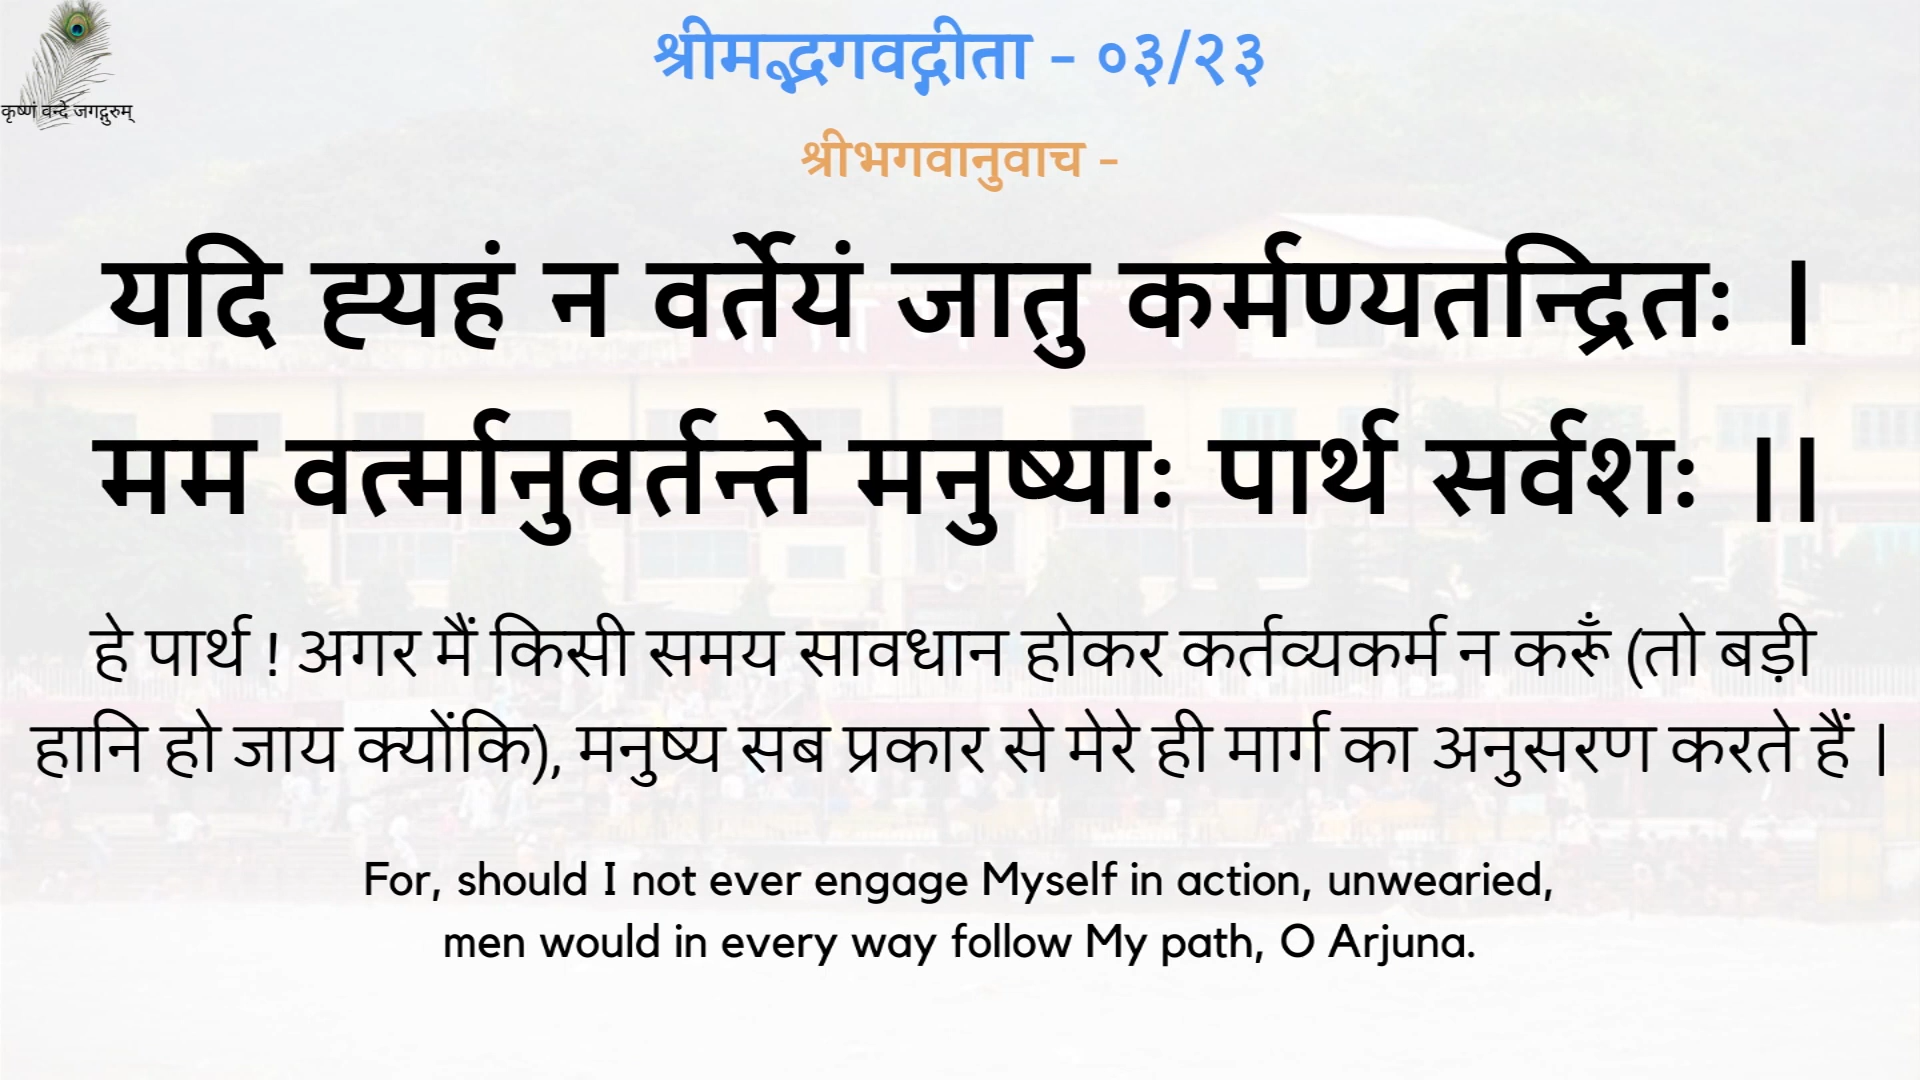 कृष्णं वन्दे जगद्गुरुम्
श्रीमद्भगवद्गीता - ०३/२३
श्रीभगवानुवाच -
यदि ह्यहं न वर्तेयं जातु कर्मण्यतन्द्रितः ।
मम वर्त्मानुवर्तन्ते मनुष्याः पार्थ सर्वशः ।।
हे पार्थ ! अगर मैं किसी समय सावधान होकर कर्तव्यकर्म न करूँ (तो बड़ी
हानि हो जाय क्योंकि), मनुष्य सब प्रकार से मेरे ही मार्ग का अनुसरण करते हैं ।
For, should I not ever engage Myself in action, unwearied,
men would in every way follow My path, O Arjuna.